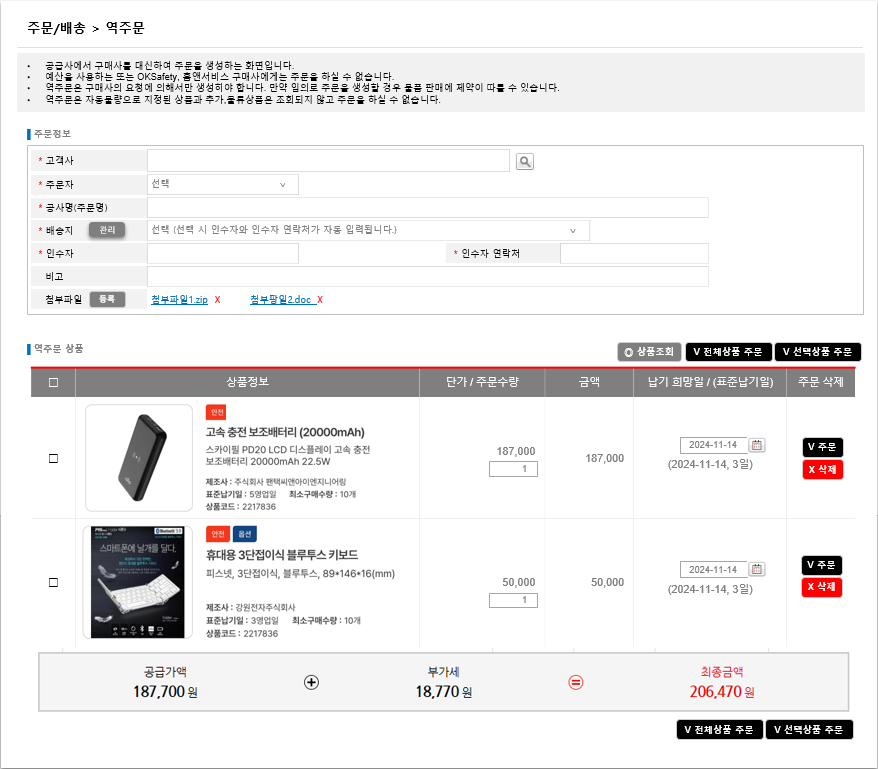 주문/배송 > 역주문
• 공급사에서 구매사를 대신하여 주문을 생성하는 화면입니다.
• 예산을 사용하는 또는 OKSafety, 홈앤서비스 구매사에게는 주문을 하실 수 없습니다.
• 역주문은 구매사의 요청에 의해서만 생성히야 합니다. 만약 임의로 주문을 생성할 경우 물품 판매에 제약이 따를 수 있습니다.
• 역주문은 자동물량으로 지정된 상품과 추가,물류상품은 조회되지 않고 주문을 하실 수 없습니다.
주문정보
* 고객사
* 주문자 선택
* 공사명(주문명)
* 배송지 관리 선택 (선택 시 인수자와 인수자 연락처가 자동 입력됩니다.)
* 인수자 * 인수자 연락처
비고
첨부파일 등록 첨부파일1.zip X 첨부팡일2.doc X
역주문 상품
◎ 상품조회 V 전체상품 주문 V 선택상품 주문
상품정보 단가 / 주문수량 금액 납기 희망일 / (표준납기일) 주문 삭제
안전
고속 충전 보조배터리 (20000mAh)
스카이필 PD20 LCD 디스플레이 고속 충전
보조배터리 20000mAh 22.5W
제조사 : 주식회사 팬택씨앤아이엔지니어링
표준납기일 : 5영업일 최소구매수량 : 10개
상품코드 : 2217836
187,000
1
187,000
2024-11-14
(2024-11-14, 3일)
V 주문
X 삭제
스마트폰에 날개를 달다.
안전 옵션
휴대용 3단접이식 블루투스 키보드
피스넷, 3단접이식, 블루투스, 89*146*16(mm)
제조사 : 강원전자주식회사
표준납기일 : 3영업일 최소구매수량 : 10개
상품코드 : 2217836
50,000
1
50,000
2024-11-14
(2024-11-14, 3일)
V 주문
X 삭제
공급가액 부가세 최종금액
187,700 원 + 18,770 원 = 206,470 원
V 전체상품 주문 V 선택상품 주문